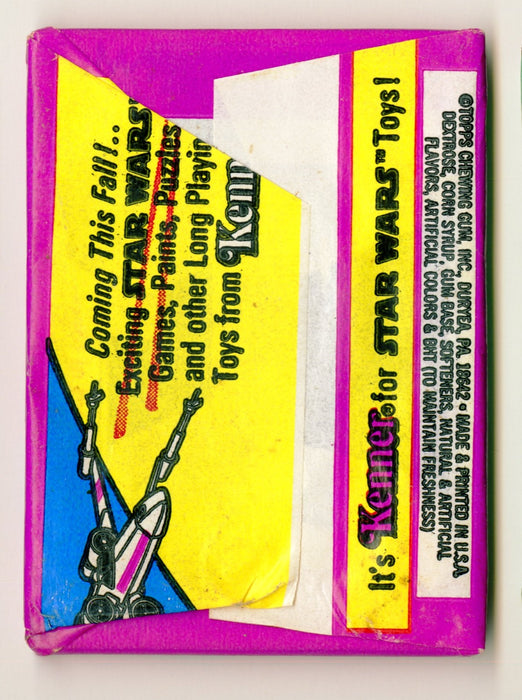 Coming This Fall!...
Exciting STAR WARS
Games, Paints, Puzzles
and other Long Playin
Toys from Kenn
It's Kenner® for STAR WARS™ Toys!
©TOPPS CHEWING GUM, INC., DURYEA, PA. 18642 • MADE & PRINTED IN U.S.A.
DEXTROSE, CORN SYRUP, GUM BASE, SOFTENERS, NATURAL & ARTIFICIAL
FLAVORS, ARTIFICIAL COLORS & BHT (TO MAINTAIN FRESHNESS)